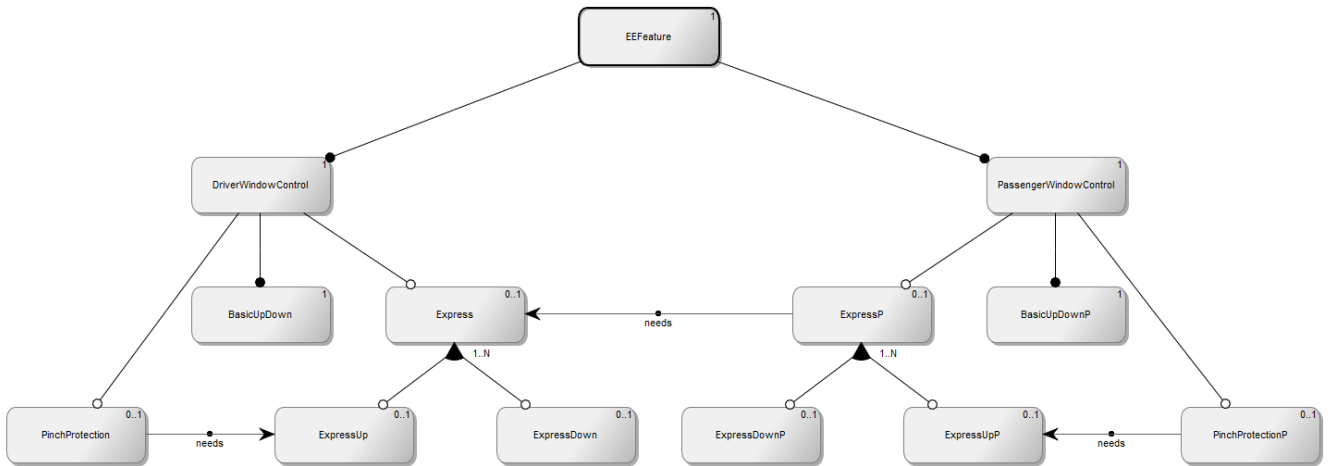 1
EEFeature
1
DriverWindowControl
1
PassengerWindowControl
1
BasicUpDown
0..1
Express
needs
0..1
ExpressP
1
BasicUpDownP
1..N
1..N
0..1
PinchProtection
needs
0..1
ExpressUp
0..1
ExpressDown
0..1
ExpressDownP
0..1
ExpressUpP
needs
0..1
PinchProtectionP